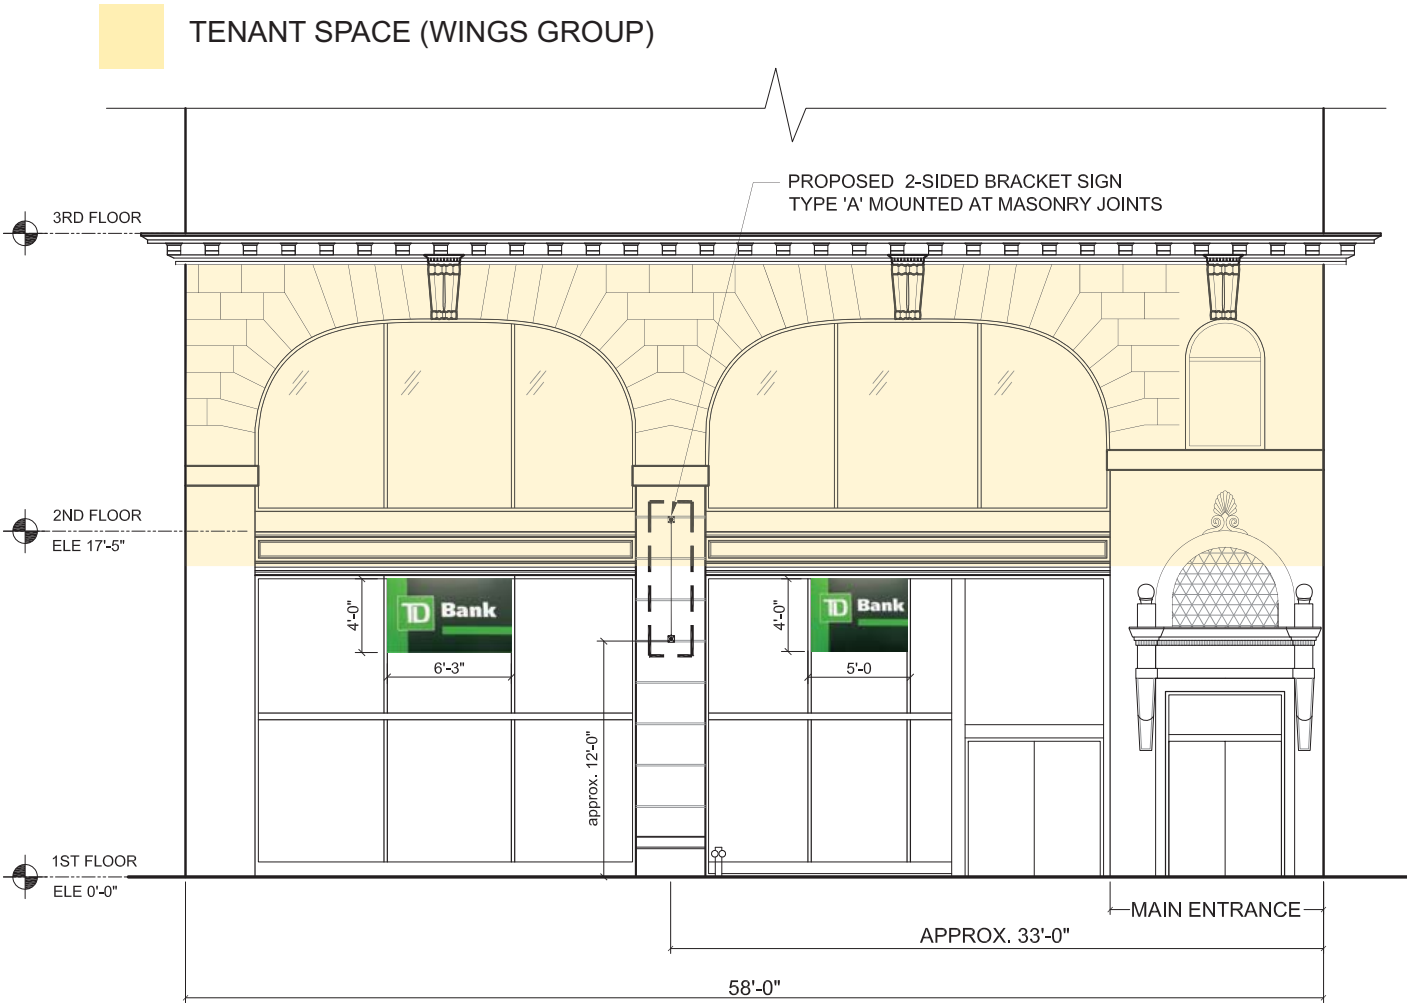 TENANT SPACE (WINGS GROUP)
PROPOSED 2-SIDED BRACKET SIGN
TYPE 'A' MOUNTED AT MASONRY JOINTS
3RD FLOOR
2ND FLOOR
ELE 17'-5"
4'-0"
TD Bank
6'-3"
4'-0"
TD Bank
5'-0
approx. 12'-0"
1ST FLOOR
ELE 0'-0"
MAIN ENTRANCE
APPROX. 33'-0"
58'-0"